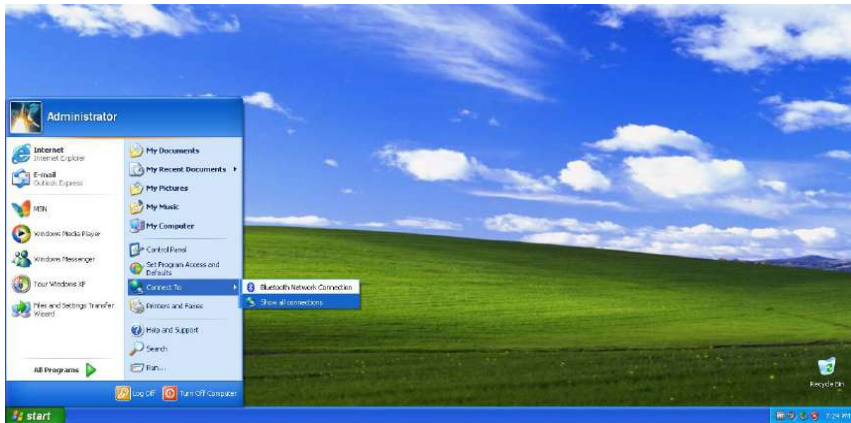 Administrator
Internet
Internet Explorer
E-mail
Outlook Express
MSN
Windows Media Player
Windows Messenger
Tour Windows XP
Files and Settings Transfer
Wizard
All Programs
My Documents
My Recent Documents
My Pictures
My Music
My Computer
Control Panel
Set Program Access and
Defaults
Connect To
Printers and Faxes
Help and Support
Search
Run...
Bluetooth Network Connection
Show all connections
Log Off
Turn Off Computer
Recycle Bin
start
7:29 PM